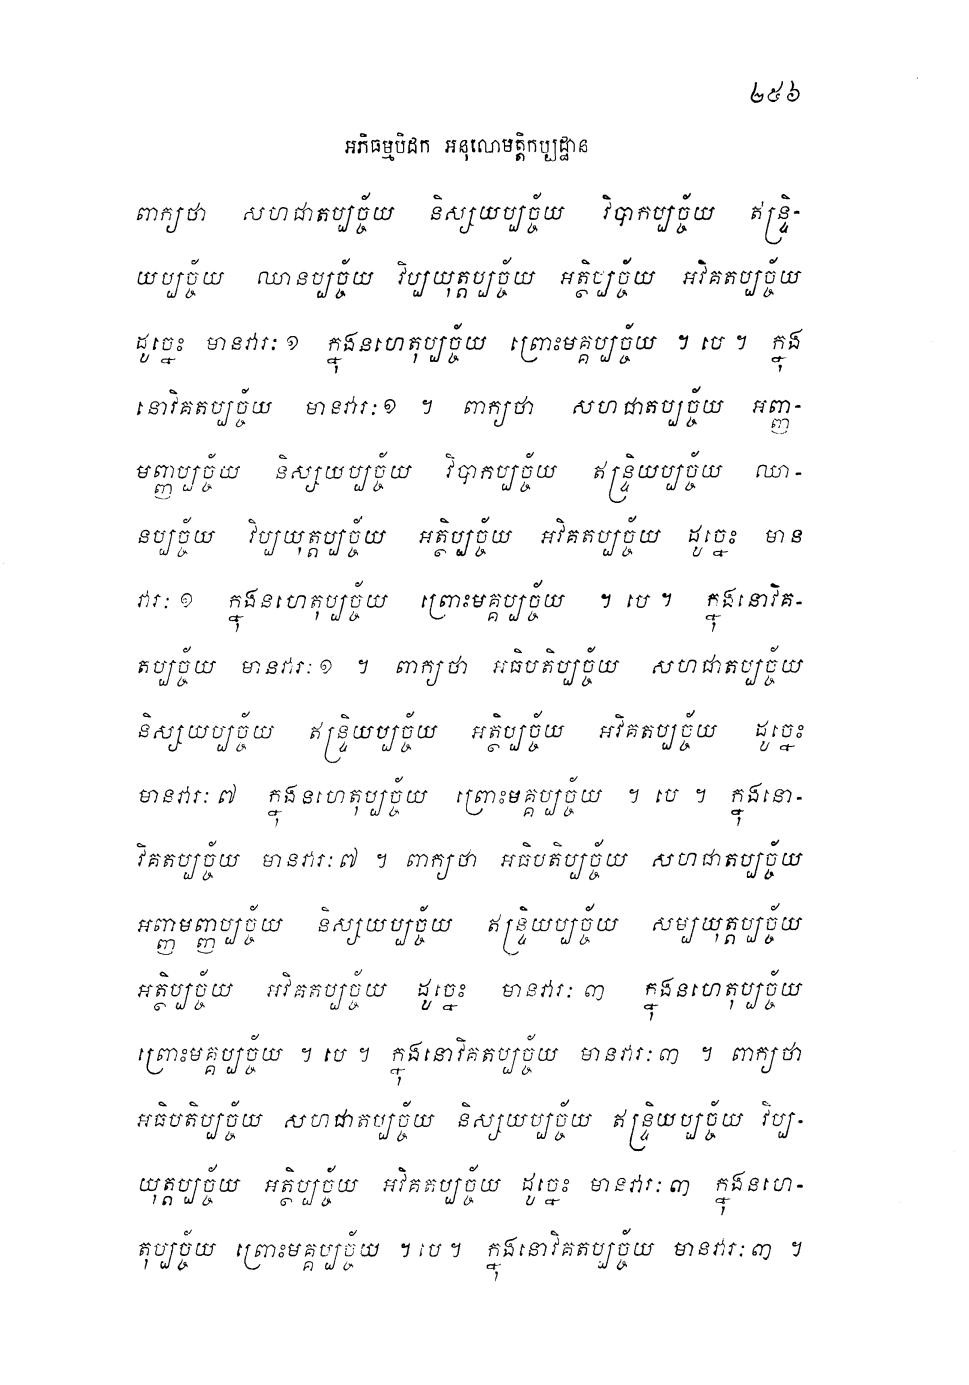 ២៥៦
អភិធម្មបិដក អនុលោមត្តិកប្បដ្ឋាន
ពាក្យថា សហជាតប្បច្ច័យ និស្សយប្បច្ច័យ វិបាកប្បច្ច័យ ឥន្ទ្រិ-
យប្បច្ច័យ ឈានប្បច្ច័យ វិប្បយុត្តប្បច្ច័យ អត្ថិប្បច្ច័យ អវិគតប្បច្ច័យ
ដូច្នេះ មានវារៈ ១ ក្នុងនហេតុប្បច្ច័យ ព្រោះមគ្គប្បច្ច័យ ។ បេ ។ ក្នុង
នោវិគតប្បច្ច័យ មានវារៈ ១ ។ ពាក្យថា សហជាតប្បច្ច័យ អញ្ញ-
មញ្ញប្បច្ច័យ និស្សយប្បច្ច័យ វិបាកប្បច្ច័យ ឥន្ទ្រិយប្បច្ច័យ ឈា-
នប្បច្ច័យ វិប្បយុត្តប្បច្ច័យ អត្ថិប្បច្ច័យ អវិគតប្បច្ច័យ ដូច្នេះ មាន
វារៈ ១ ក្នុងនហេតុប្បច្ច័យ ព្រោះមគ្គប្បច្ច័យ ។ បេ ។ ក្នុងនោវិគ-
តប្បច្ច័យ មានវារៈ ១ ។ ពាក្យថា អធិបតិប្បច្ច័យ សហជាតប្បច្ច័យ
និស្សយប្បច្ច័យ ឥន្ទ្រិយប្បច្ច័យ អត្ថិប្បច្ច័យ អវិគតប្បច្ច័យ ដូច្នេះ
មានវារៈ ៧ ក្នុងនហេតុប្បច្ច័យ ព្រោះមគ្គប្បច្ច័យ ។ បេ ។ ក្នុងនោ-
វិគតប្បច្ច័យ មានវារៈ ៧ ។ ពាក្យថា អធិបតិប្បច្ច័យ សហជាតប្បច្ច័យ
អញ្ញមញ្ញប្បច្ច័យ និស្សយប្បច្ច័យ ឥន្ទ្រិយប្បច្ច័យ សម្បយុត្តប្បច្ច័យ
អត្ថិប្បច្ច័យ អវិគតប្បច្ច័យ ដូច្នេះ មានវារៈ ៣ ក្នុងនហេតុប្បច្ច័យ
ព្រោះមគ្គប្បច្ច័យ ។ បេ ។ ក្នុងនោវិគតប្បច្ច័យ មានវារៈ ៣ ។ ពាក្យថា
អធិបតិប្បច្ច័យ សហជាតប្បច្ច័យ និស្សយប្បច្ច័យ ឥន្ទ្រិយប្បច្ច័យ វិប្ប-
យុត្តប្បច្ច័យ អត្ថិប្បច្ច័យ អវិគតប្បច្ច័យ ដូច្នេះ មានវារៈ ៣ ក្នុងនហេ-
តុប្បច្ច័យ ព្រោះមគ្គប្បច្ច័យ ។ បេ ។ ក្នុងនោវិគតប្បច្ច័យ មានវារៈ ៣ ។